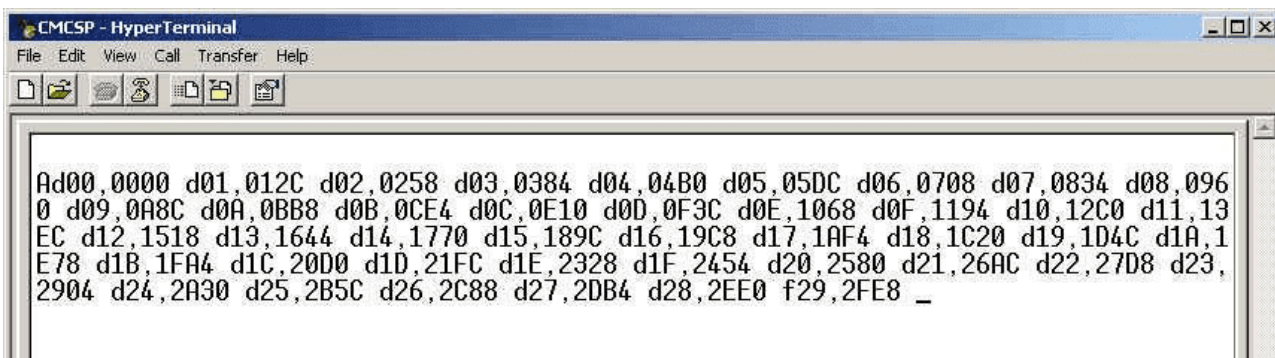 CMCSP - HyperTerminal
File Edit View Call Transfer Help
Ad00,0000 d01,012C d02,0258 d03,0384 d04,04B0 d05,05DC d06,0708 d07,0834 d08,096
0 d09,0A8C d0A,0BB8 d0B,0CE4 d0C,0E10 d0D,0F3C d0E,1068 d0F,1194 d10,12C0 d11,13
EC d12,1518 d13,1644 d14,1770 d15,189C d16,19C8 d17,1AF4 d18,1C20 d19,1D4C d1A,1
E78 d1B,1FA4 d1C,20D0 d1D,21FC d1E,2328 d1F,2454 d20,2580 d21,26AC d22,27D8 d23,
2904 d24,2A30 d25,2B5C d26,2C88 d27,2DB4 d28,2EE0 f29,2FE8 _